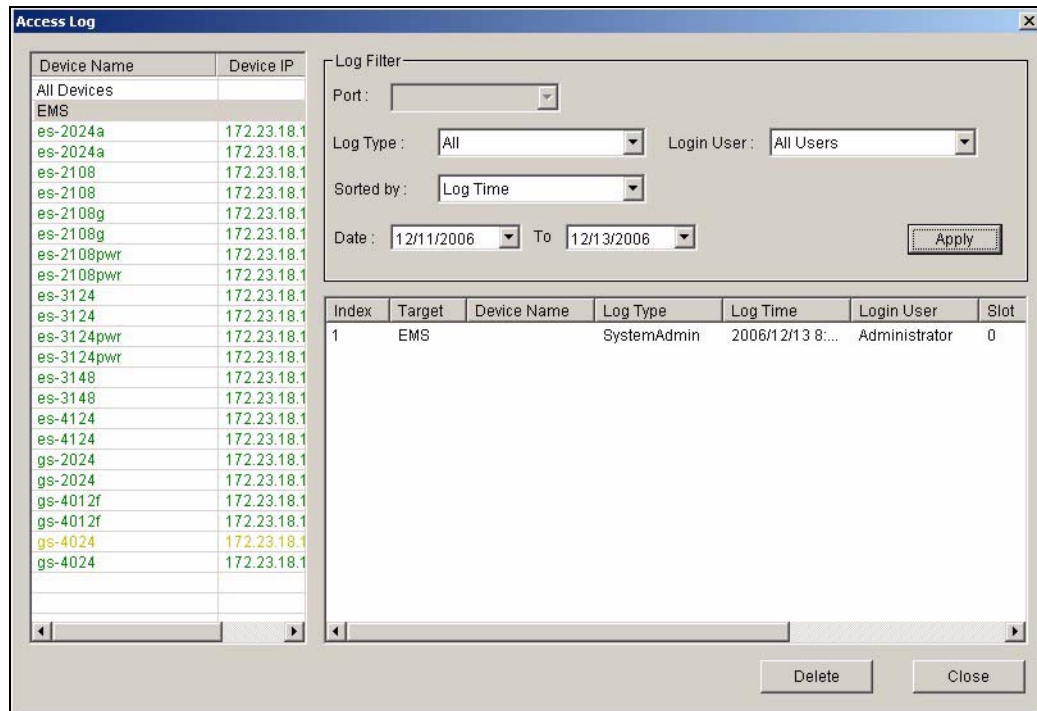 Access Log
Device Name Device IP
All Devices
EMS
es-2024a 172.23.18.1
es-2024a 172.23.18.1
es-2108 172.23.18.1
es-2108 172.23.18.1
es-2108g 172.23.18.1
es-2108g 172.23.18.1
es-2108pwr 172.23.18.1
es-2108pwr 172.23.18.1
es-3124 172.23.18.1
es-3124 172.23.18.1
es-3124pwr 172.23.18.1
es-3124pwr 172.23.18.1
es-3148 172.23.18.1
es-3148 172.23.18.1
es-4124 172.23.18.1
es-4124 172.23.18.1
gs-2024 172.23.18.1
gs-2024 172.23.18.1
gs-4012f 172.23.18.1
gs-4012f 172.23.18.1
gs-4024 172.23.18.1
gs-4024 172.23.18.1
Log Filter
Port :
Log Type : All Login User : All Users
Sorted by : Log Time
Date : 12/11/2006 To 12/13/2006 Apply
Index Target Device Name Log Type Log Time Login User Slot
1 EMS SystemAdmin 2006/12/13 8:... Administrator 0
Delete Close